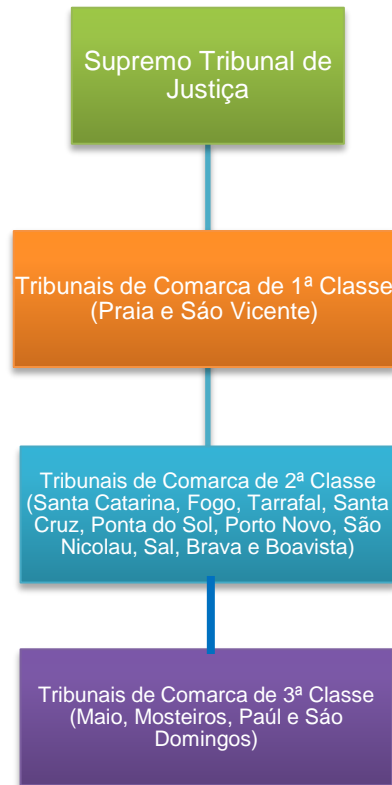 Supremo Tribunal de
Justiça
Tribunais de Comarca de 1ª Classe
(Praia e Sáo Vicente)
Tribunais de Comarca de 2ª Classe
(Santa Catarina, Fogo, Tarrafal, Santa
Cruz, Ponta do Sol, Porto Novo, São
Nicolau, Sal, Brava e Boavista)
Tribunais de Comarca de 3ª Classe
(Maio, Mosteiros, Paúl e Sáo
Domingos)